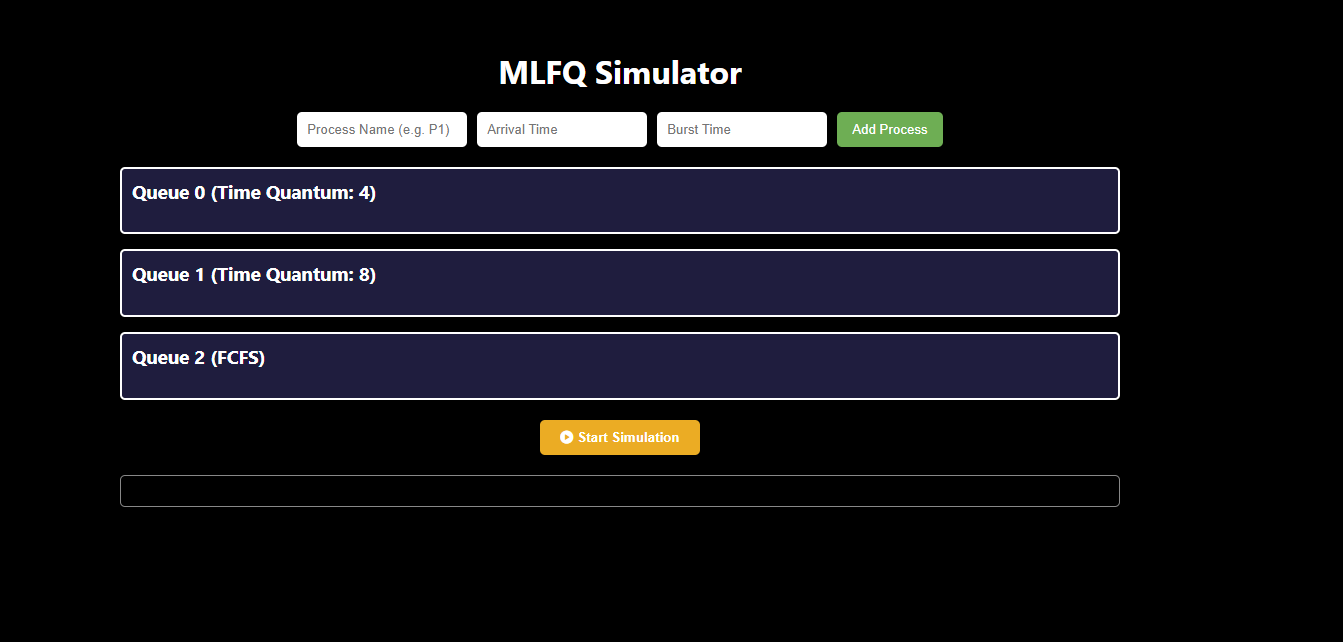 MLFQ Simulator
Process Name (e.g. P1) Arrival Time Burst Time Add Process
Queue 0 (Time Quantum: 4)
Queue 1 (Time Quantum: 8)
Queue 2 (FCFS)
Start Simulation